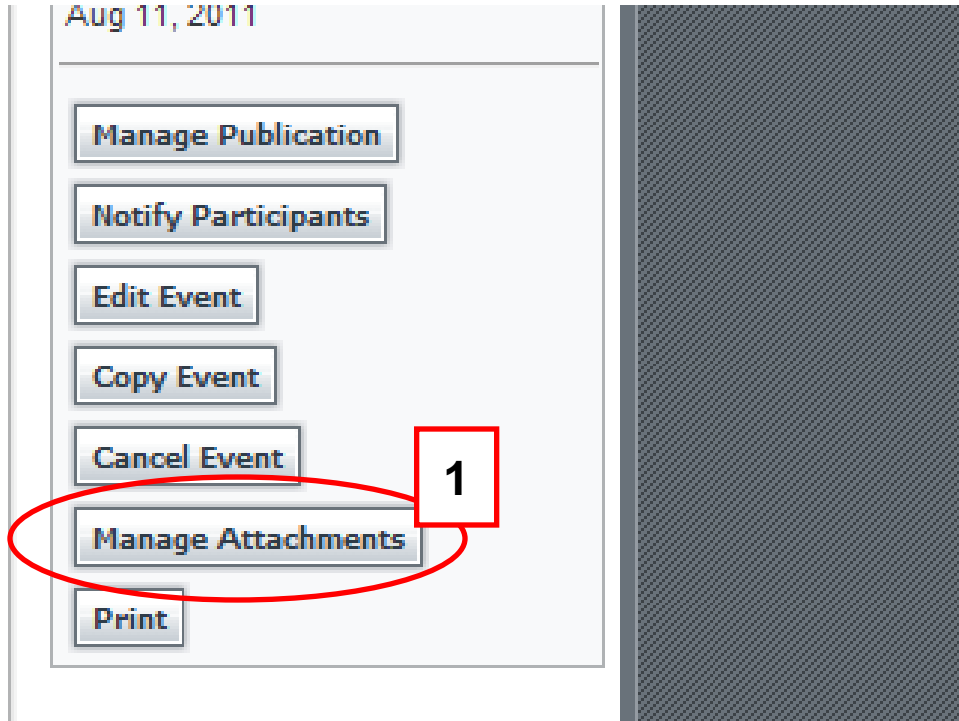 Aug 11, 2011
Manage Publication
Notify Participants
Edit Event
Copy Event
Cancel Event
1
Manage Attachments
Print